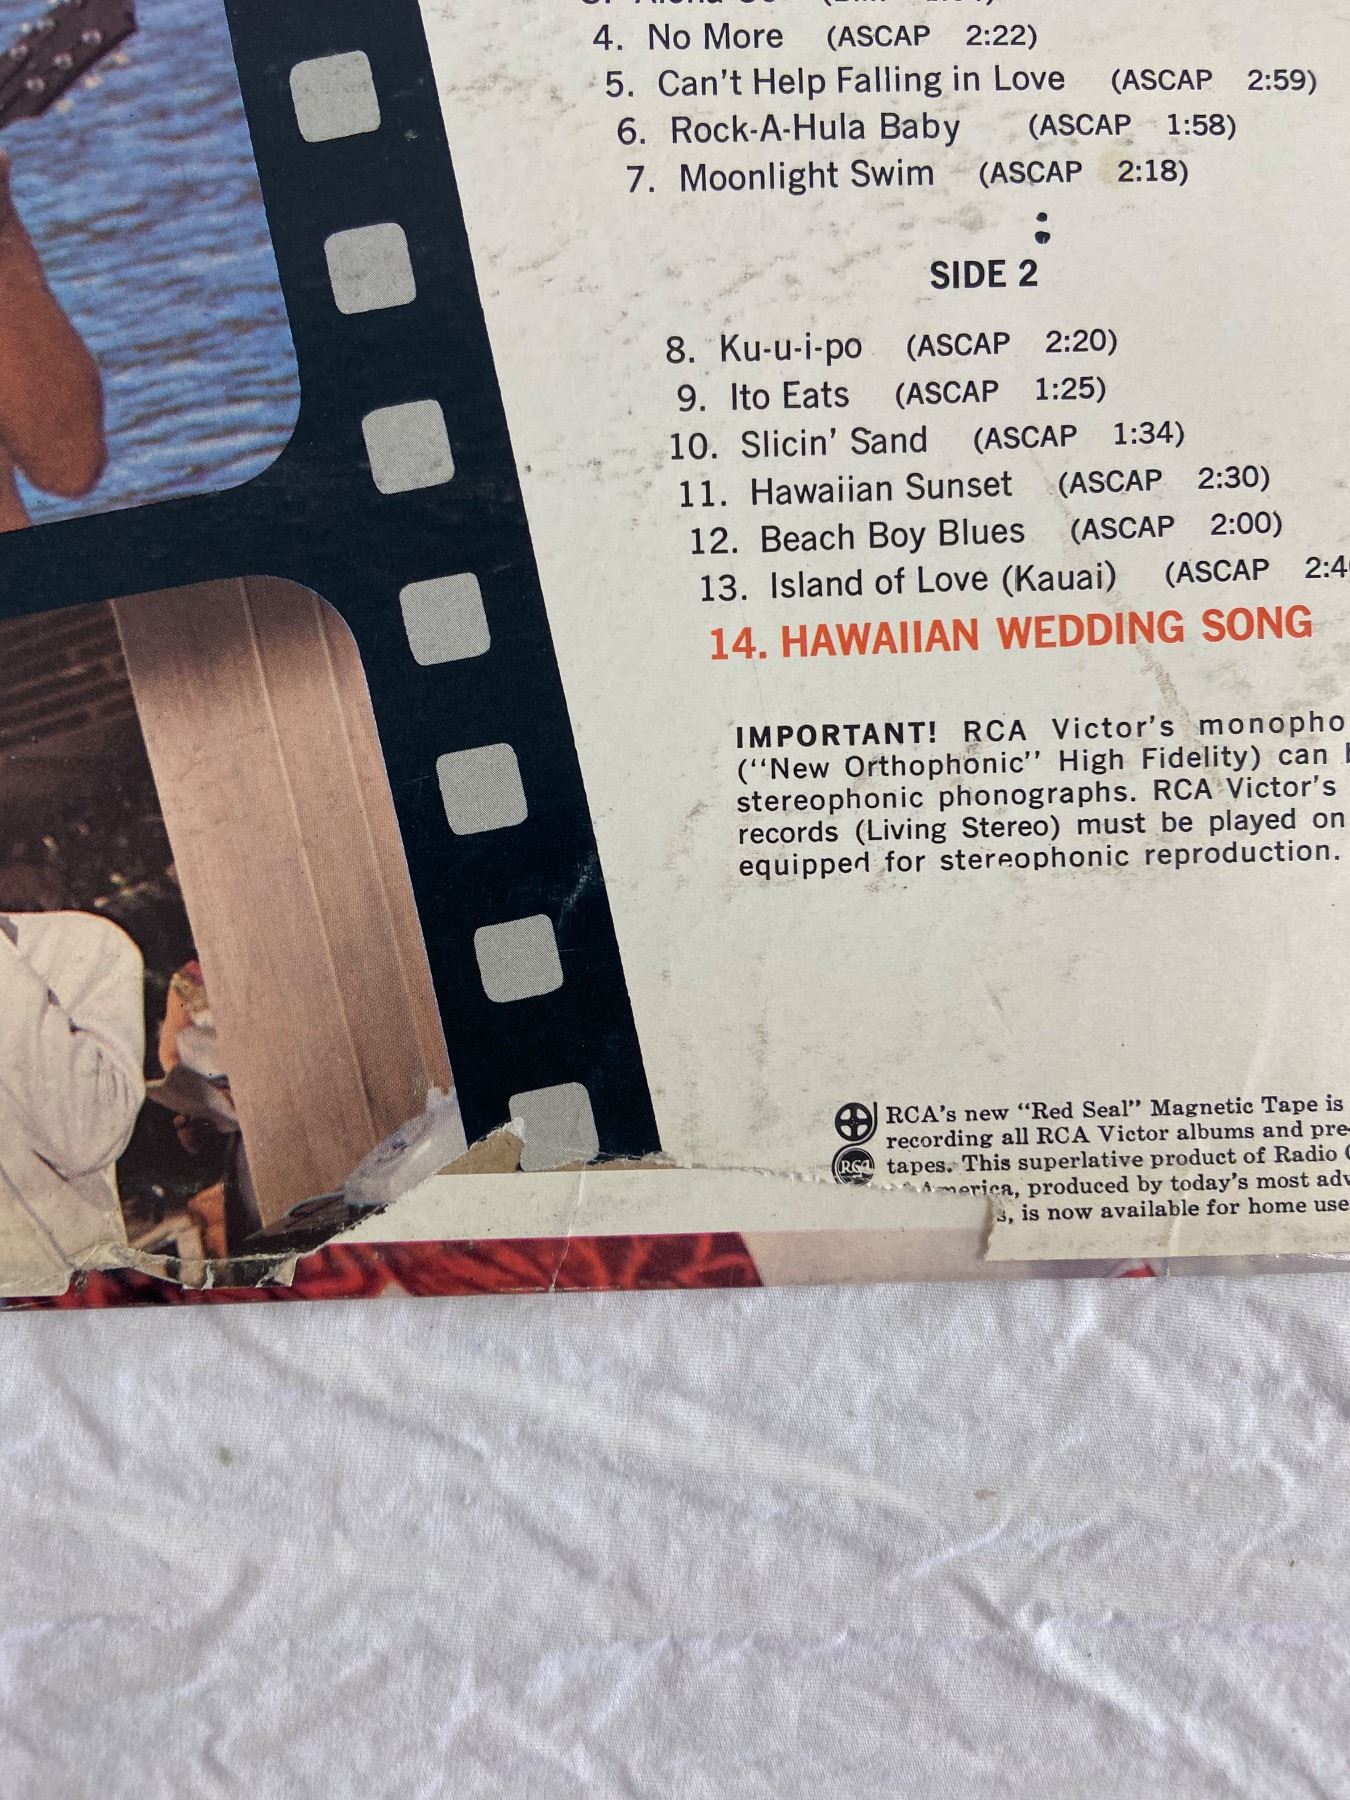 4. No More (ASCAP 2:22)
5. Can't Help Falling in Love (ASCAP 2:59)
6. Rock-A-Hula Baby (ASCAP 1:58)
7. Moonlight Swim (ASCAP 2:18)
SIDE 2
8. Ku-u-i-po (ASCAP 2:20)
9. Ito Eats (ASCAP 1:25)
10. Slicin' Sand (ASCAP 1:34)
11. Hawaiian Sunset (ASCAP 2:30)
12. Beach Boy Blues (ASCAP 2:00)
13. Island of Love (Kauai) (ASCAP 2:4
14. HAWAIIAN WEDDING SONG
IMPORTANT! RCA Victor's monopho
("New Orthophonic" High Fidelity) can
stereophonic phonographs. RCA Victor's
records (Living Stereo) must be played on
equipped for stereophonic reproduction.
RCA's new "Red Seal" Magnetic Tape is
recording all RCA Victor albums and pre-
RCA tapes. This superlative product of Radio
America, produced by today's most adv
s, is now available for home use